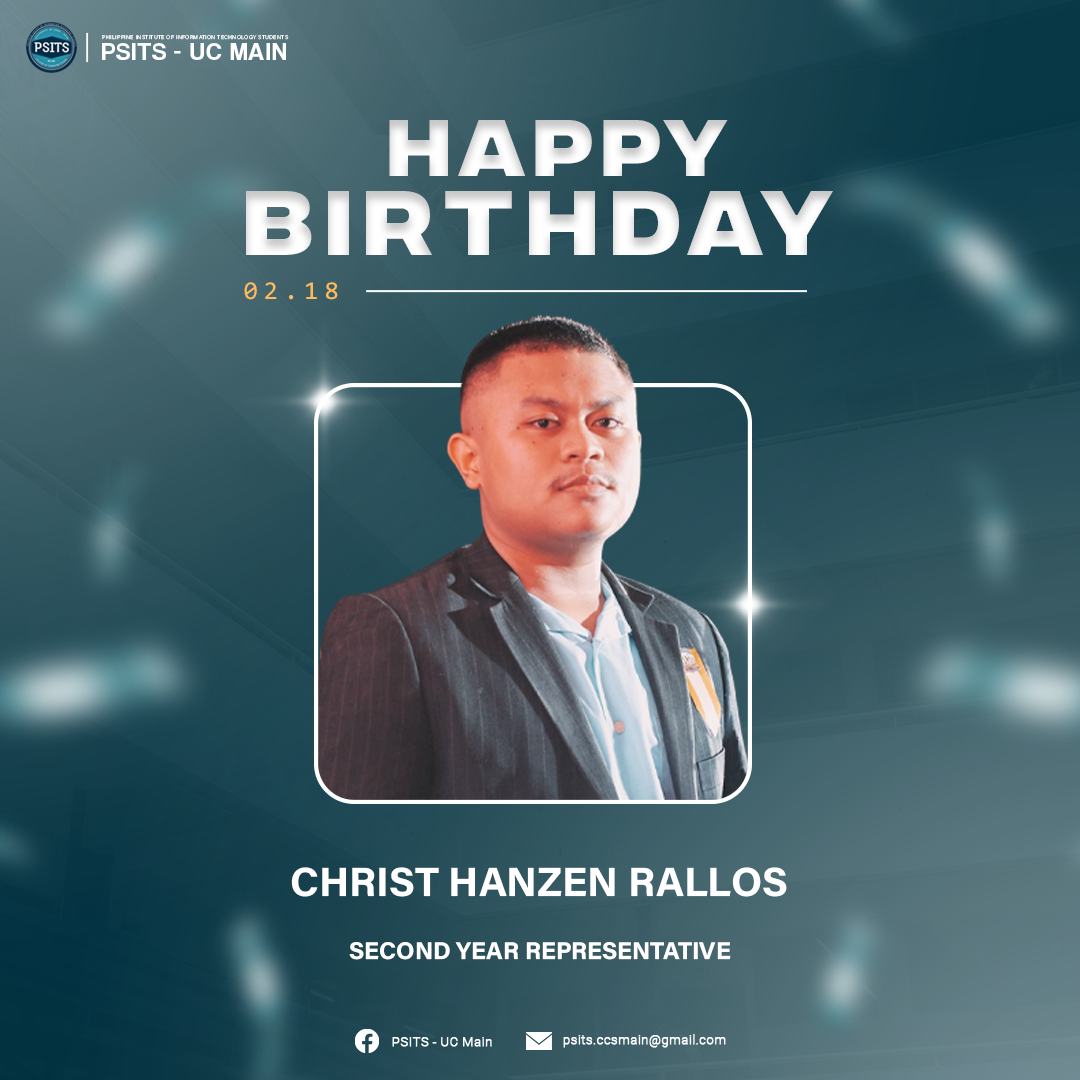 PSITS
PHILIPPINE INSTITUTE OF INFORMATION TECHNOLOGY STUDENTS
PSITS - UC MAIN
HAPPY
BIRTHDAY
02.18
CHRIST HANZEN RALLOS
SECOND YEAR REPRESENTATIVE
PSITS - UC Main
psits.ccsmain@gmail.com